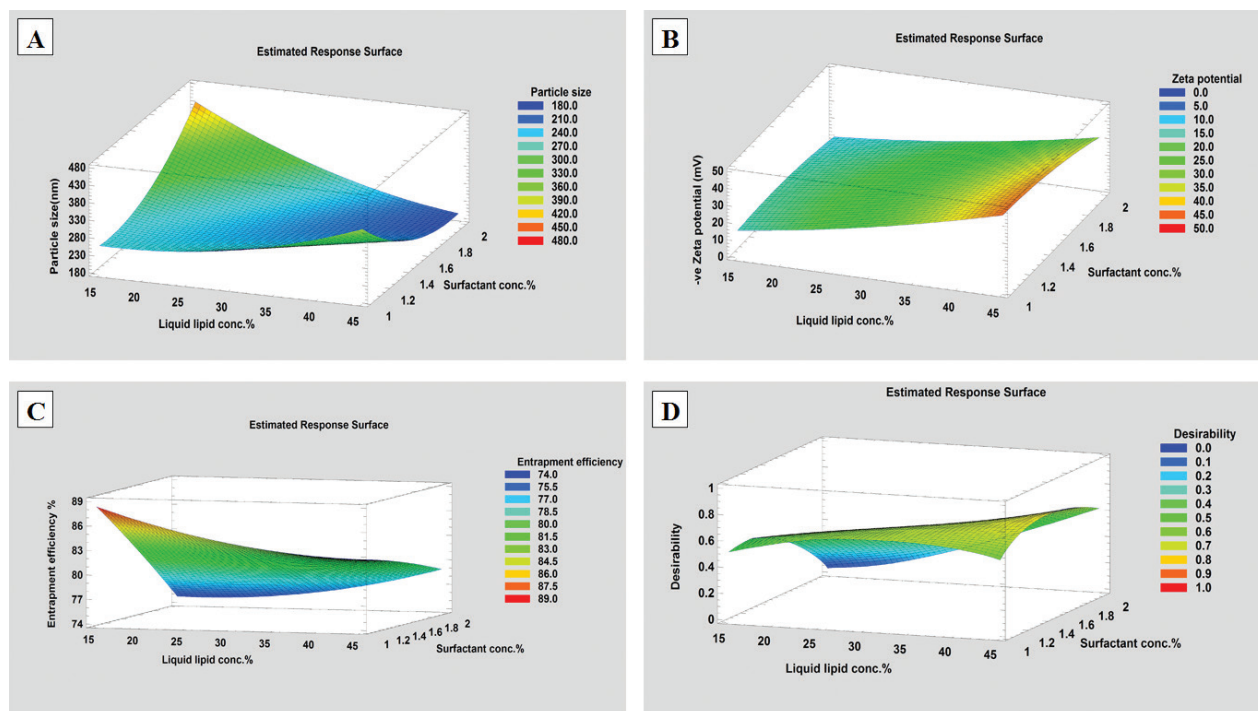 A
Estimated Response Surface
Particle size
180.0
210.0
240.0
270.0
300.0
330.0
360.0
390.0
420.0
450.0
480.0
Particle size(nm)
480
430
380
330
280
230
180
15 20 25 30 35 40 45
Liquid lipid conc.%
1 1.2 1.4 1.6 1.8 2
Surfactant conc.%
B
Estimated Response Surface
Zeta potential
0.0
5.0
10.0
15.0
20.0
25.0
30.0
35.0
40.0
45.0
50.0
-ve Zeta potential (mV)
50
40
30
20
10
0
15 20 25 30 35 40 45
Liquid lipid conc.%
1 1.2 1.4 1.6 1.8 2
Surfactant conc.%
C
Estimated Response Surface
Entrapment efficiency
74.0
75.5
77.0
78.5
80.0
81.5
83.0
84.5
86.0
87.5
89.0
Entrapment efficiency %
89
86
83
80
77
74
15 20 25 30 35 40 45
Liquid lipid conc.%
1 1.2 1.4 1.6 1.8 2
Surfactant conc.%
D
Estimated Response Surface
Desirability
0.0
0.1
0.2
0.3
0.4
0.5
0.6
0.7
0.8
0.9
1.0
Desirability
1
0.8
0.6
0.4
0.2
0
15 20 25 30 35 40 45
Liquid lipid conc.%
1 1.2 1.4 1.6 1.8 2
Surfactant conc.%